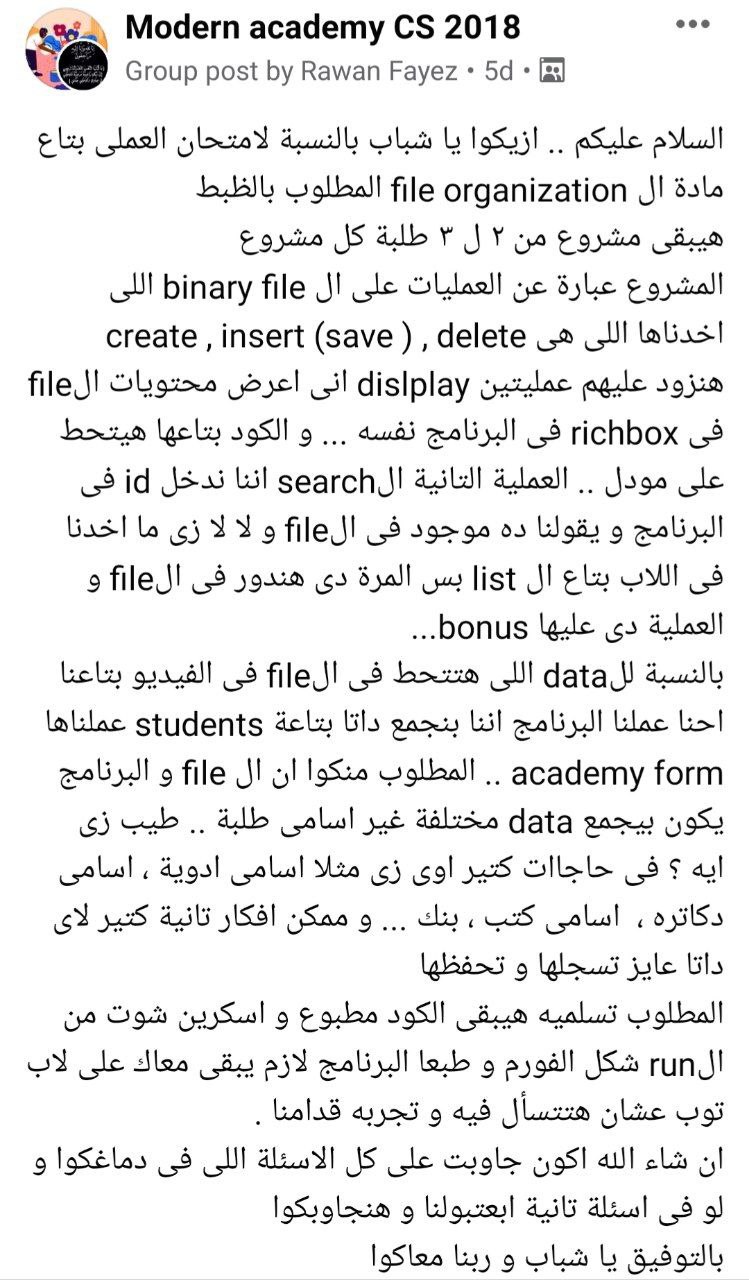 Modern academy CS 2018
Group post by Rawan Fayez • 5d •
السلام عليكم .. ازيكوا يا شباب بالنسبة لامتحان العملى بتاع
مادة ال file organization المطلوب بالظبط
هيبقى مشروع من ٢ ل ٣ طلبة كل مشروع
المشروع عبارة عن العمليات على ال binary file اللى
اخدناها اللى هى create , insert (save ) , delete
هنزود عليهم عمليتين dislplay انى اعرض محتويات الfile
فى richbox فى البرنامج نفسه ... و الكود بتاعها هيتحط
على مودل .. العملية التانية الsearch اننا ندخل id فى
البرنامج و يقولنا ده موجود فى الfile و لا لا زى ما اخدنا
فى اللاب بتاع ال list بس المرة دى هندور فى الfile و
العملية دى عليها bonus...
بالنسبة للdata اللى هتتحط فى الfile فى الفيديو بتاعنا
احنا عملنا البرنامج اننا بنجمع داتا بتاعة students عملناها
academy form .. المطلوب منكوا ان ال file و البرنامج
يكون بيجمع data مختلفة غير اسامى طلبة .. طيب زى
ايه ؟ فى حاجاات كتير اوى زى مثلا اسامى ادوية ، اسامى
دكاتره ، اسامى كتب ، بنك ... و ممكن افكار تانية كتير لاى
داتا عايز تسجلها و تحفظها
المطلوب تسلميه هيبقى الكود مطبوع و اسكرين شوت من
الrun شكل الفورم و طبعا البرنامج لازم يبقى معاك على لاب
توب عشان هتتسأل فيه و تجربه قدامنا .
ان شاء الله اكون جاوبت على كل الاسئلة اللى فى دماغكوا و
لو فى اسئلة تانية ابعتبولنا و هنجاوبكوا
بالتوفيق يا شباب و ربنا معاكوا